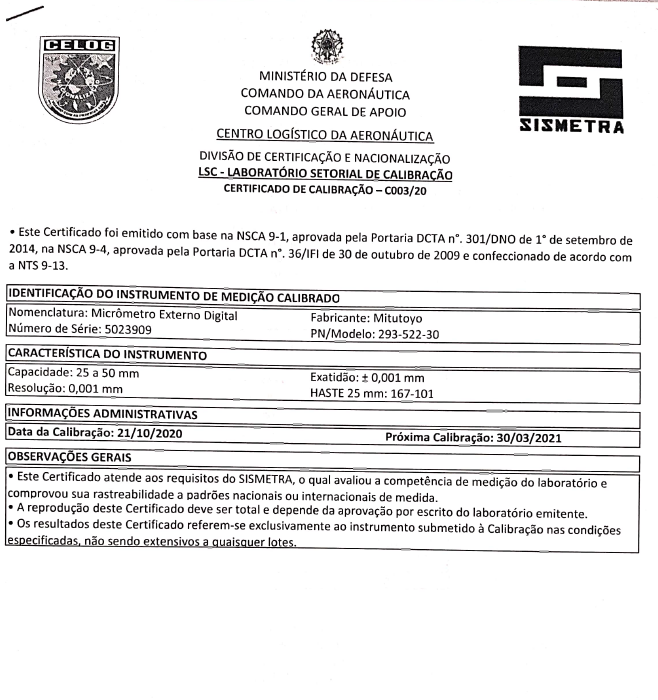 CELOG
SISMETRA
MINISTÉRIO DA DEFESA
COMANDO DA AERONÁUTICA
COMANDO GERAL DE APOIO
CENTRO LOGÍSTICO DA AERONÁUTICA
DIVISÃO DE CERTIFICAÇÃO E NACIONALIZAÇÃO
LSC - LABORATÓRIO SETORIAL DE CALIBRAÇÃO
CERTIFICADO DE CALIBRAÇÃO – C003/20
• Este Certificado foi emitido com base na NSCA 9-1, aprovada pela Portaria DCTA n°. 301/DNO de 1° de setembro de
2014, na NSCA 9-4, aprovada pela Portaria DCTA n°. 36/IFI de 30 de outubro de 2009 e confeccionado de acordo com
a NTS 9-13.
IDENTIFICAÇÃO DO INSTRUMENTO DE MEDIÇÃO CALIBRADO
Nomenclatura: Micrômetro Externo Digital
Fabricante: Mitutoyo
Número de Série: 5023909
PN/Modelo: 293-522-30
CARACTERÍSTICA DO INSTRUMENTO
Capacidade: 25 a 50 mm
Exatidão: ± 0,001 mm
Resolução: 0,001 mm
HASTE 25 mm: 167-101
INFORMAÇÕES ADMINISTRATIVAS
Data da Calibração: 21/10/2020
Próxima Calibração: 30/03/2021
OBSERVAÇÕES GERAIS
• Este Certificado atende aos requisitos do SISMETRA, o qual avaliou a competência de medição do laboratório e
comprovou sua rastreabilidade a padrões nacionais ou internacionais de medida.
• A reprodução deste Certificado deve ser total e depende da aprovação por escrito do laboratório emitente.
• Os resultados deste Certificado referem-se exclusivamente ao instrumento submetido à Calibração nas condições
especificadas, não sendo extensivos a quaisquer lotes.